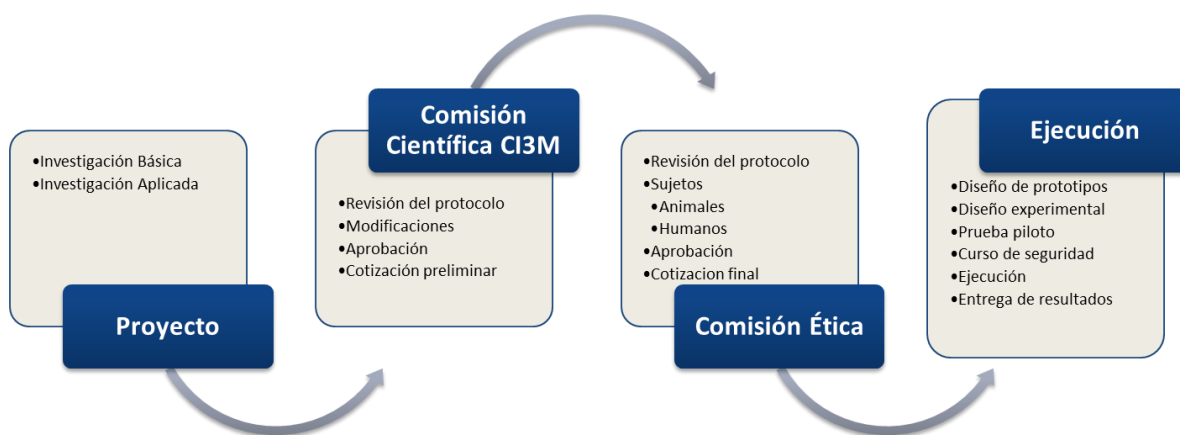 •Investigación Básica
•Investigación Aplicada
Proyecto
Comisión
Científica CI3M
•Revisión del protocolo
•Modificaciones
•Aprobación
•Cotización preliminar
•Revisión del protocolo
•Sujetos
•Animales
•Humanos
•Aprobación
•Cotizacion final
Comisión Ética
Ejecución
•Diseño de prototipos
•Diseño experimental
•Prueba piloto
•Curso de seguridad
•Ejecución
•Entrega de resultados